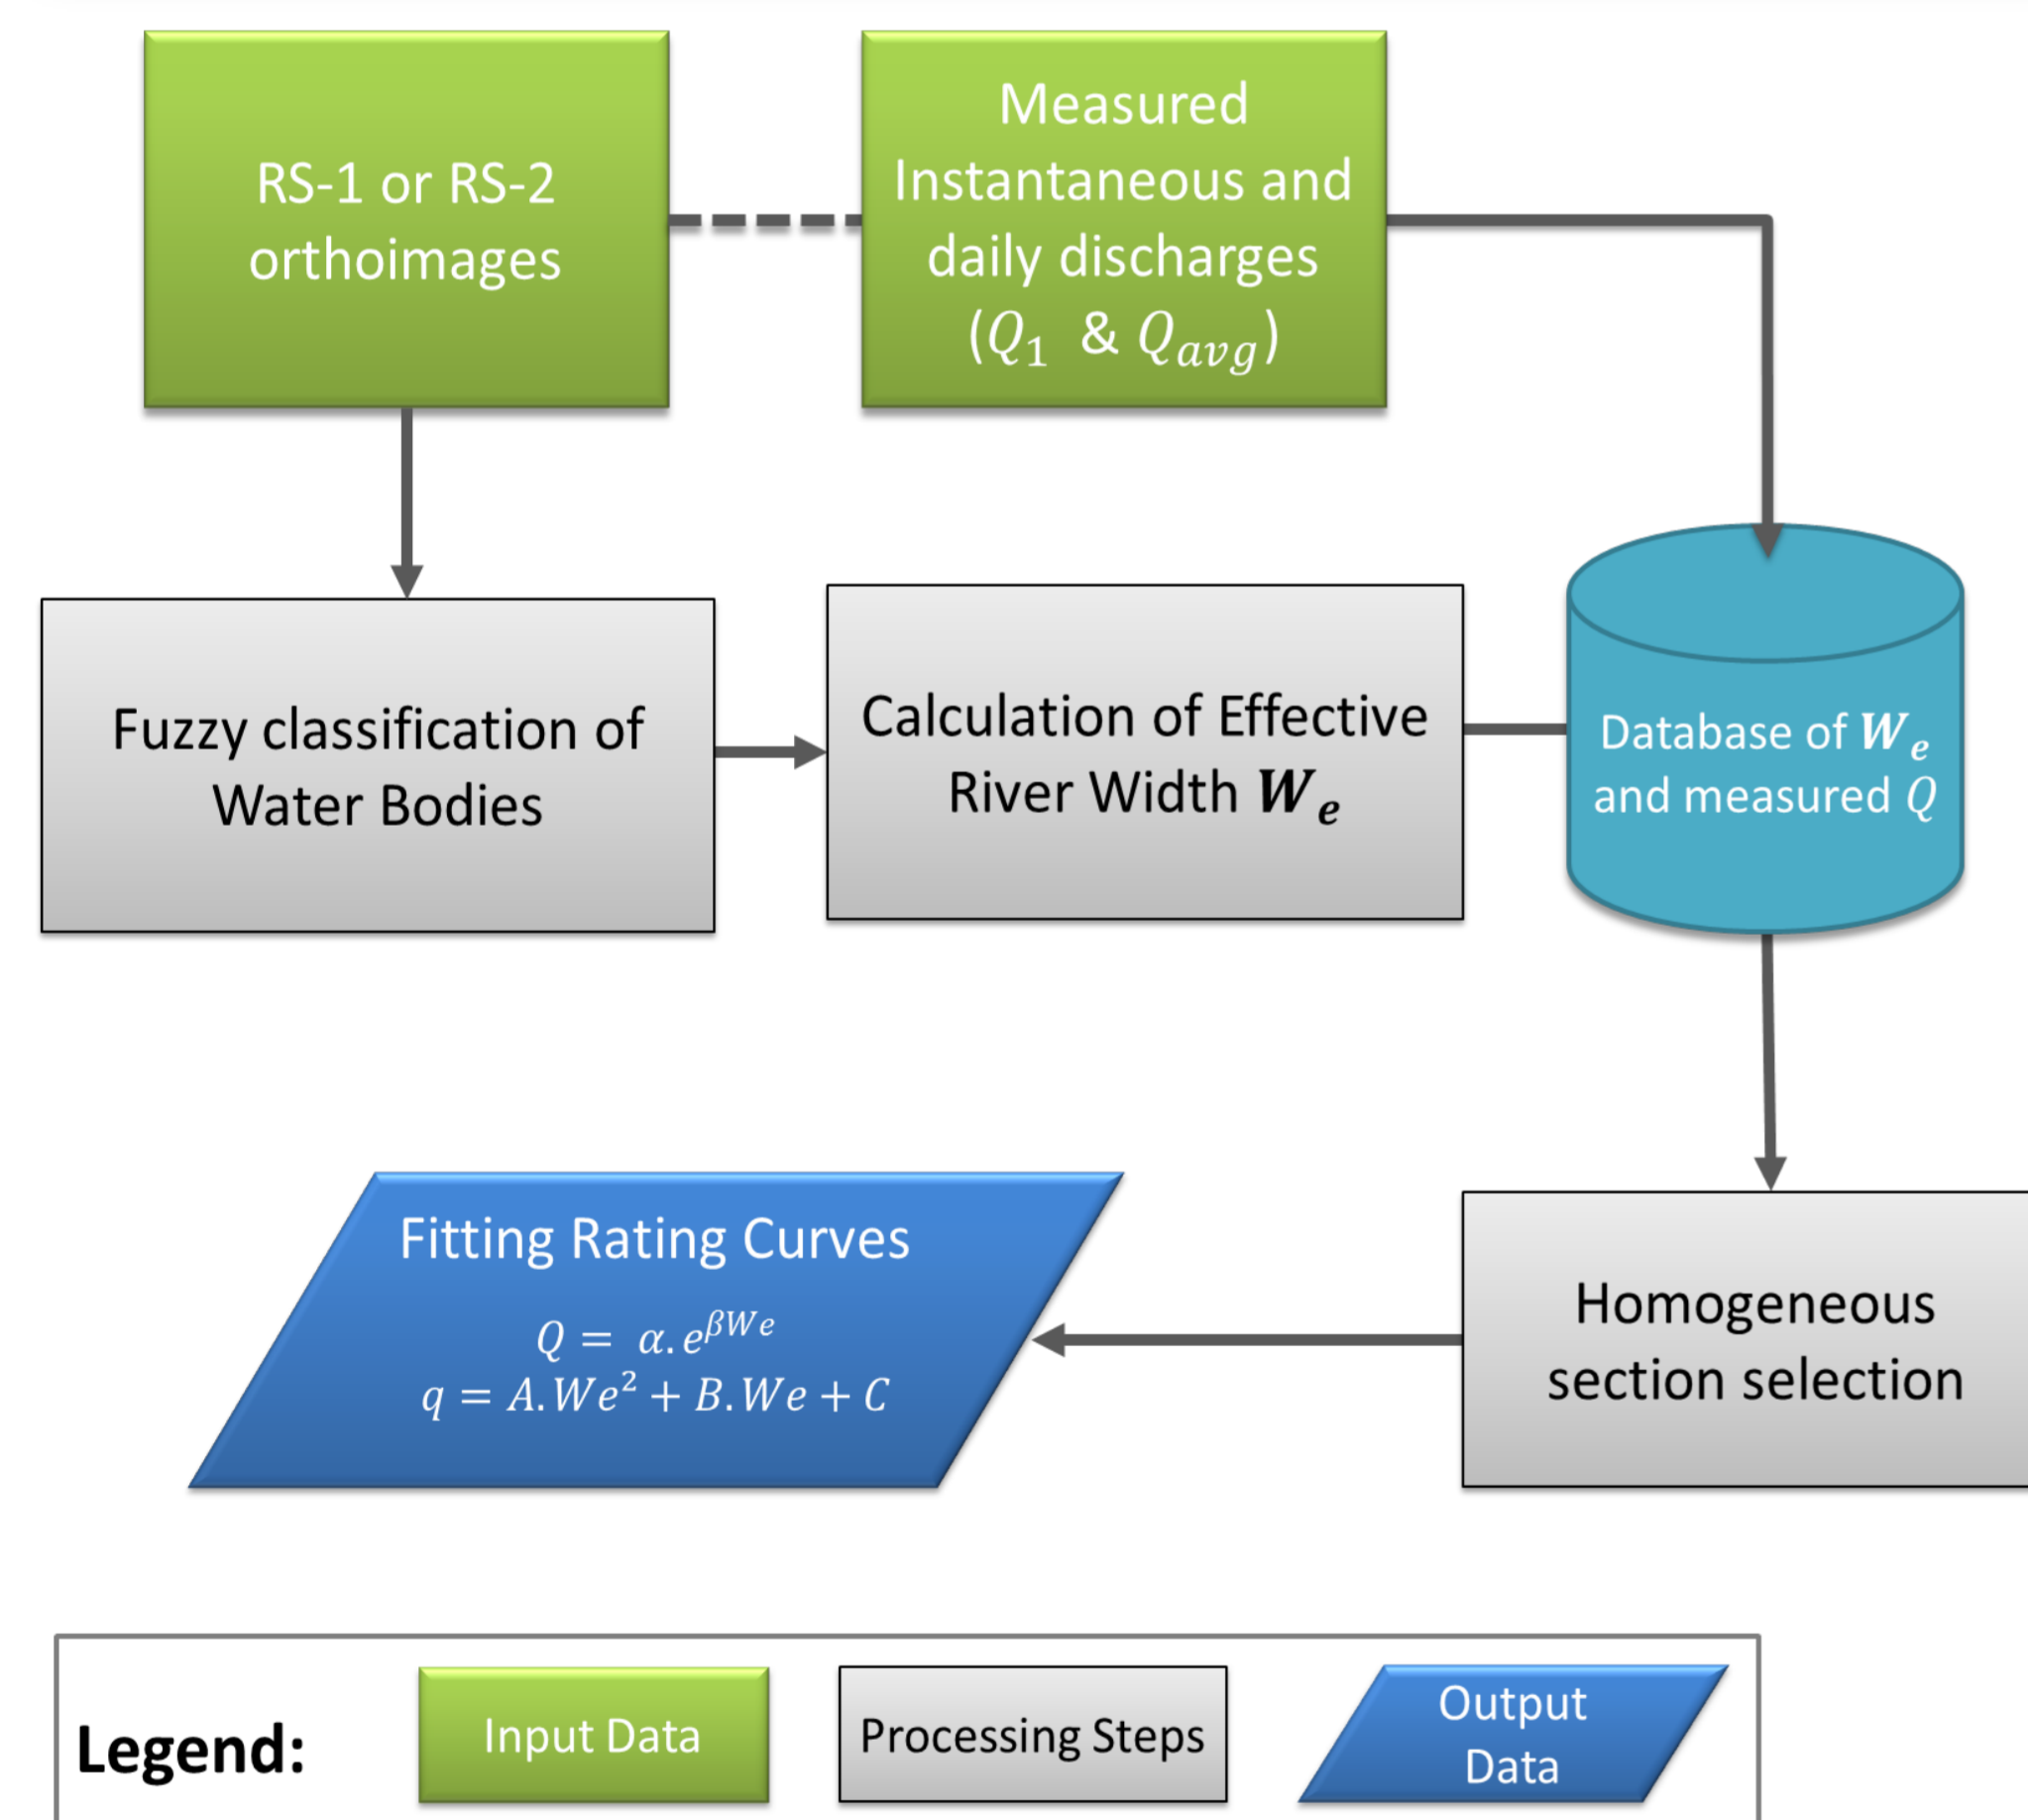 RS-1 or RS-2
orthoimages
Measured
Instantaneous and
daily discharges
(Q₁ & Qₐᵥg)
Fuzzy classification of
Water Bodies
Calculation of Effective
River Width Wₑ
Database of Wₑ
and measured Q
Homogeneous
section selection
Fitting Rating Curves
Q = α.e^βWe
q = A.We² + B.We + C
Legend:
Input Data
Processing Steps
Output
Data